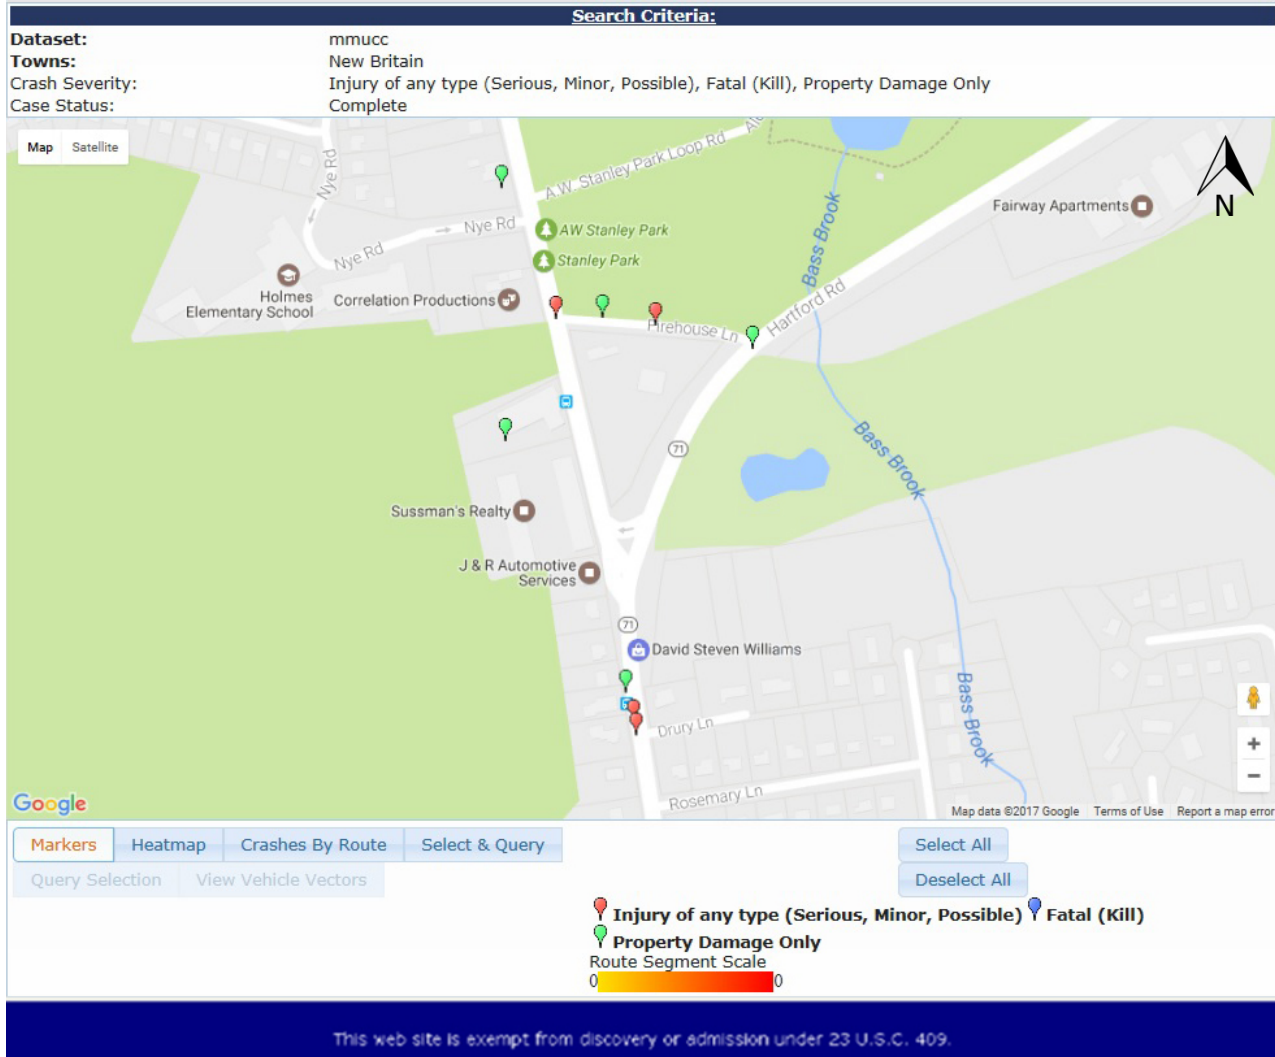 Search Criteria:
Dataset: mmucc
Towns: New Britain
Crash Severity: Injury of any type (Serious, Minor, Possible), Fatal (Kill), Property Damage Only
Case Status: Complete
Map Satellite
Nye Rd
A.W. Stanley Park Loop Rd
N
Fairway Apartments
Bass Brook
Nye Rd
AW Stanley Park
Nye Rd
Stanley Park
Holmes
Elementary School
Correlation Productions
Hartford Rd
Firehouse Ln
71
Bass Brook
Sussman's Realty
J & R Automotive
Services
71
David Steven Williams
Bass Brook
Drury Ln
Rosemary Ln
+
−
Google
Map data ©2017 Google Terms of Use Report a map error
Markers Heatmap Crashes By Route Select & Query Select All
Query Selection View Vehicle Vectors Deselect All
Injury of any type (Serious, Minor, Possible) Fatal (Kill)
Property Damage Only
Route Segment Scale
0 0
This web site is exempt from discovery or admission under 23 U.S.C. 409.